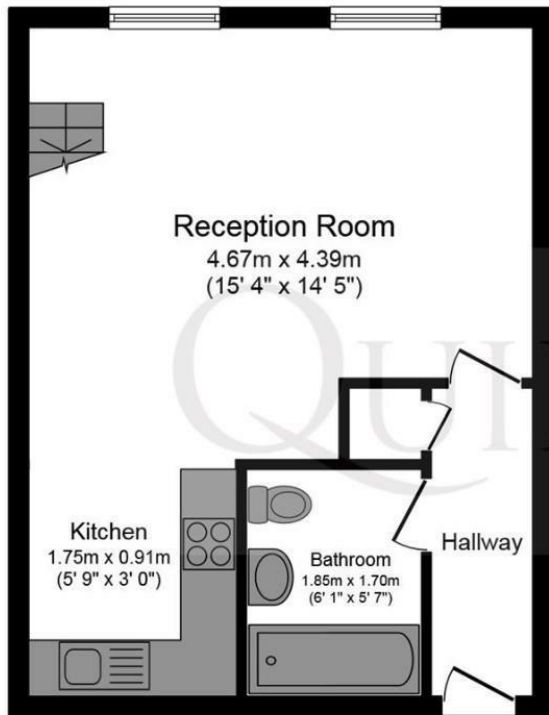 Reception Room
4.67m x 4.39m
(15' 4" x 14' 5")
Kitchen
1.75m x 0.91m
(5' 9" x 3' 0")
Bathroom
1.85m x 1.70m
(6' 1" x 5' 7")
Hallway